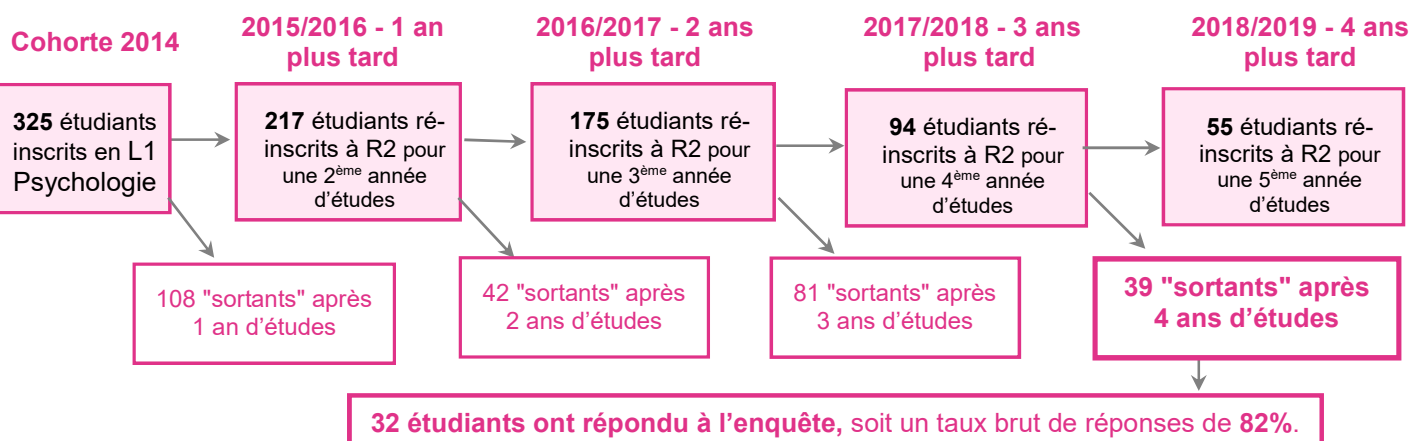 Cohorte 2014
2015/2016 - 1 an
plus tard
2016/2017 - 2 ans
plus tard
2017/2018 - 3 ans
plus tard
2018/2019 - 4 ans
plus tard
325 étudiants
inscrits en L1
Psychologie
217 étudiants ré-
inscrits à R2 pour
une 2ème année
d'études
175 étudiants ré-
inscrits à R2 pour
une 3ème année
d'études
94 étudiants ré-
inscrits à R2 pour
une 4ème année
d'études
55 étudiants ré-
inscrits à R2 pour
une 5ème année
d'études
108 "sortants" après
1 an d'études
42 "sortants" après
2 ans d'études
81 "sortants" après
3 ans d'études
39 "sortants" après
4 ans d'études
32 étudiants ont répondu à l'enquête, soit un taux brut de réponses de 82%.